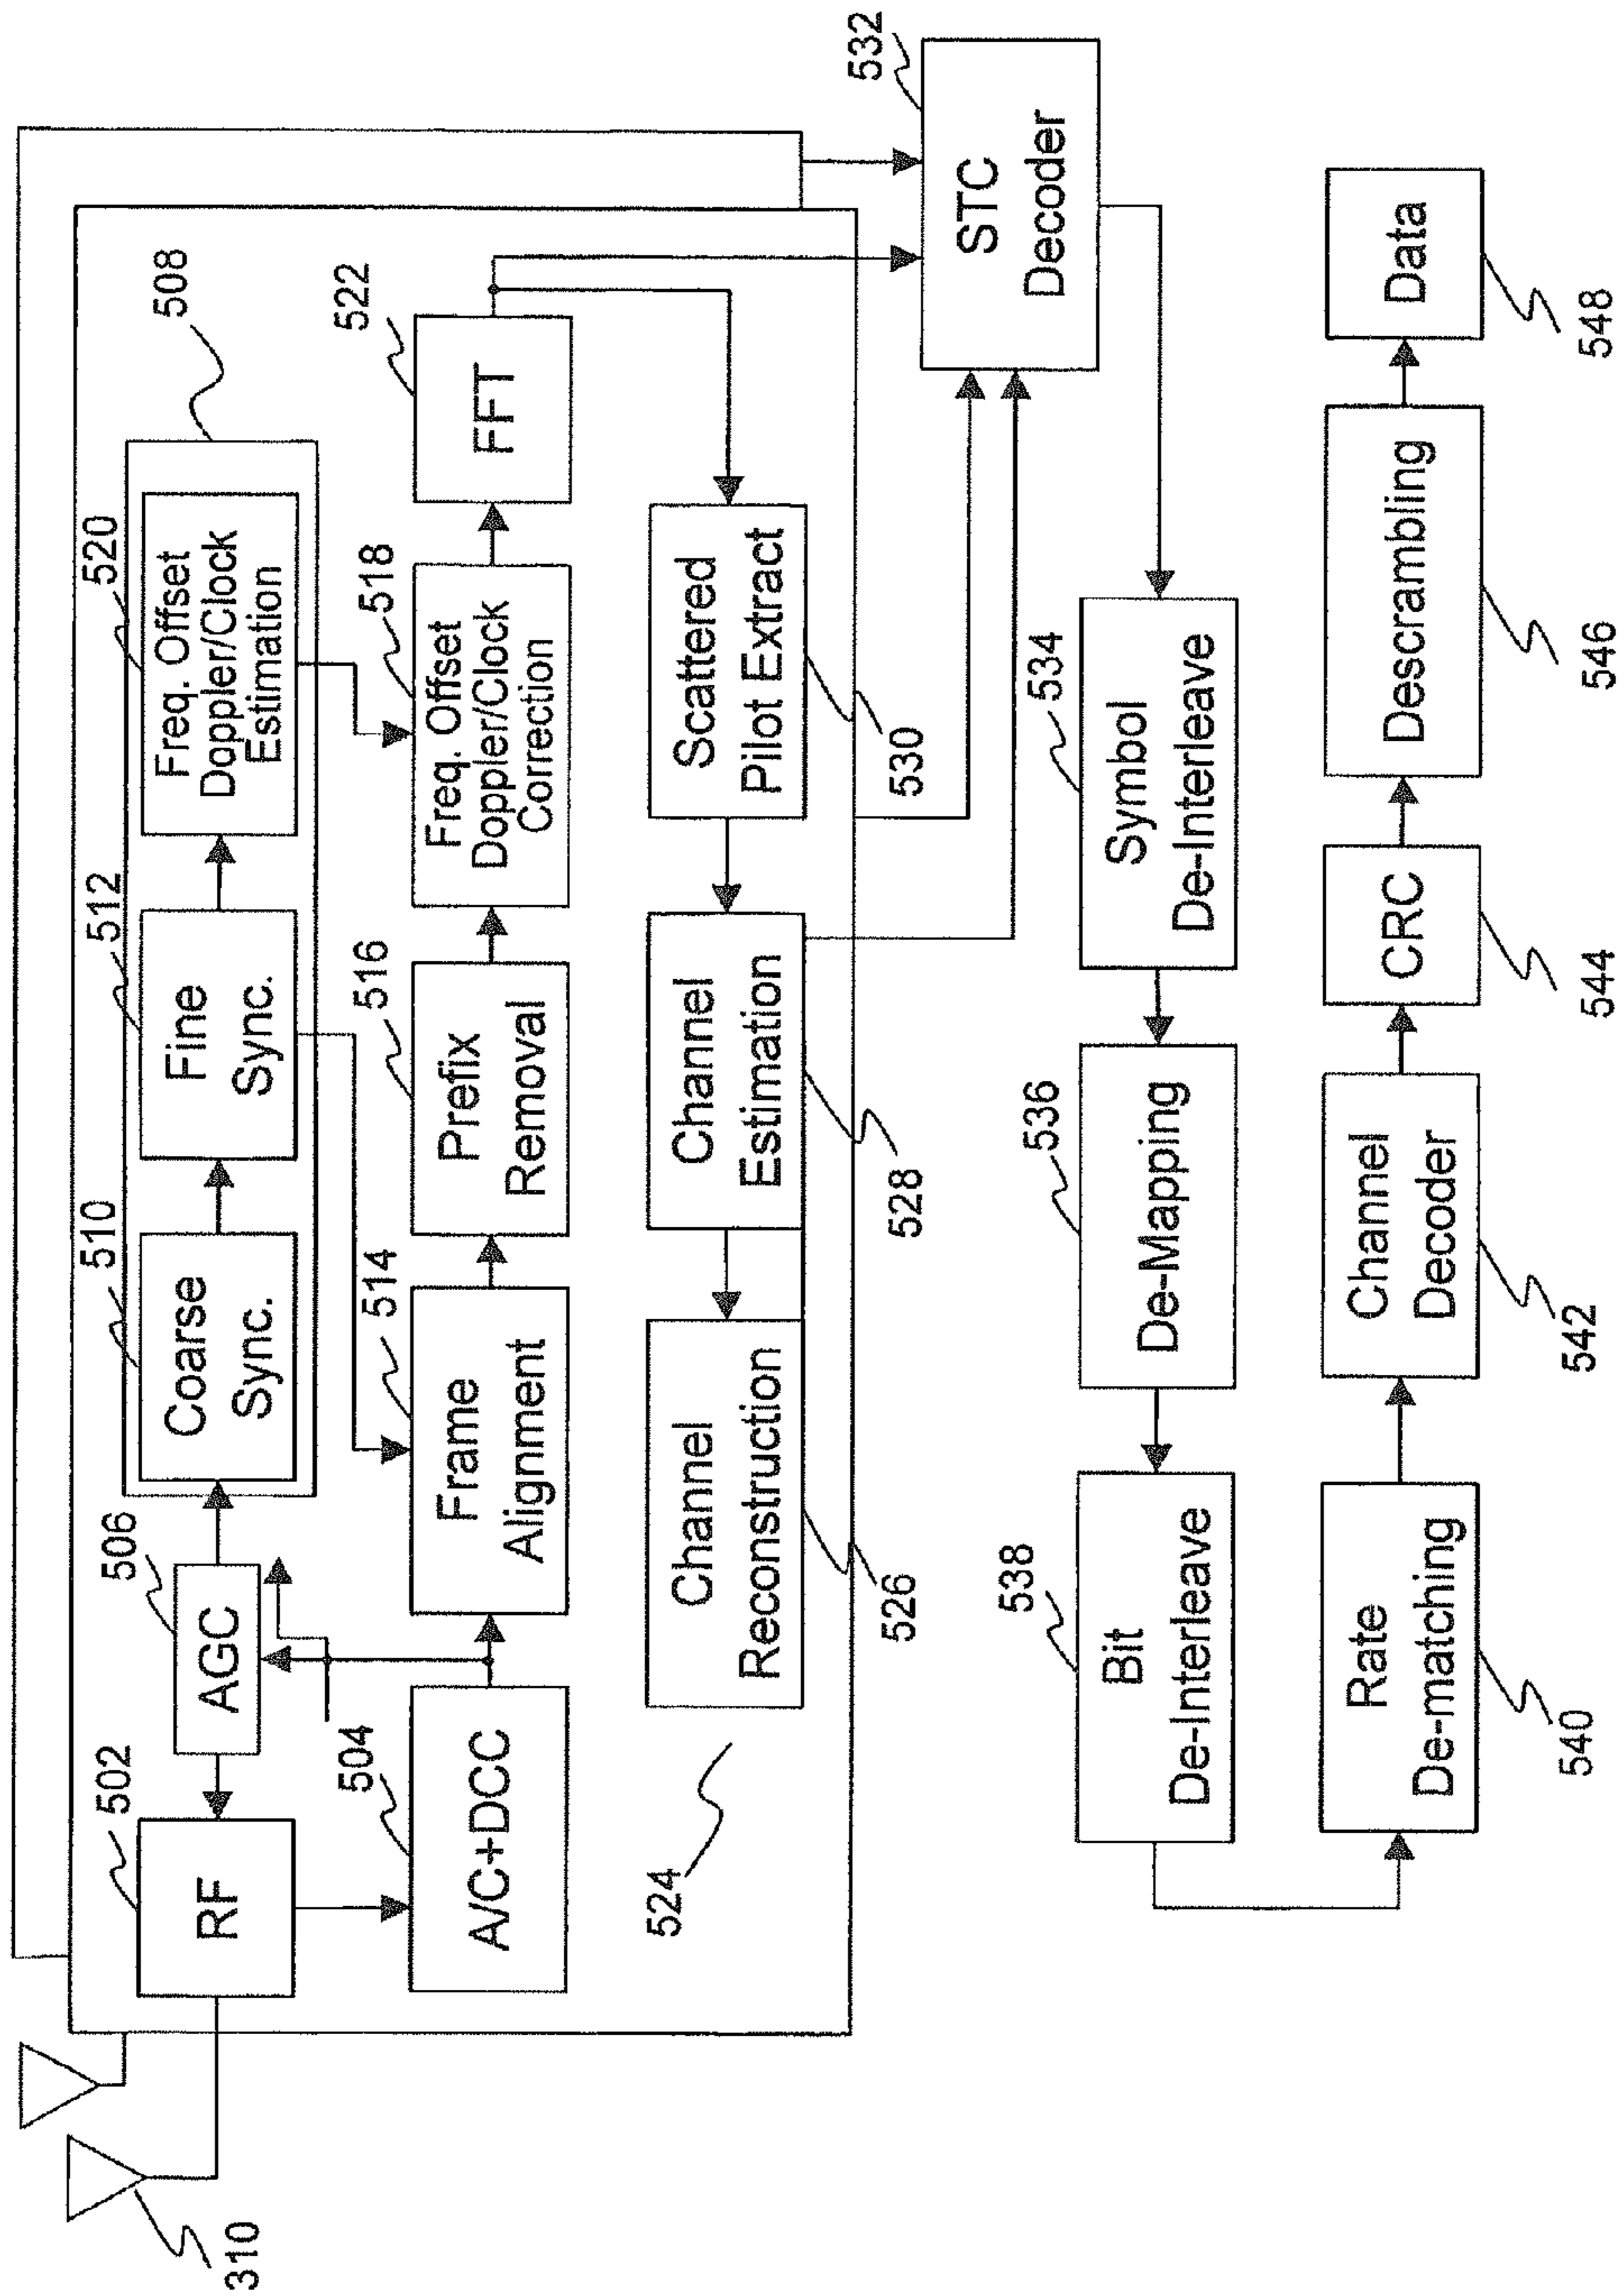 310
502
RF
506
AGC
508
510
Coarse
Sync.
512
Fine
Sync.
520
Freq. Offset
Doppler/Clock
Estimation
504
A/C+DCC
514
Frame
Alignment
516
Prefix
Removal
518
Freq. Offset
Doppler/Clock
Correction
522
FFT
524
Channel
Reconstruction
526
Channel
Estimation
528
Scattered
Pilot Extract
530
532
STC
Decoder
538
Bit
De-Interleave
536
De-Mapping
534
Symbol
De-Interleave
Rate
De-matching
540
Channel
Decoder
542
CRC
544
Descrambling
546
Data
548